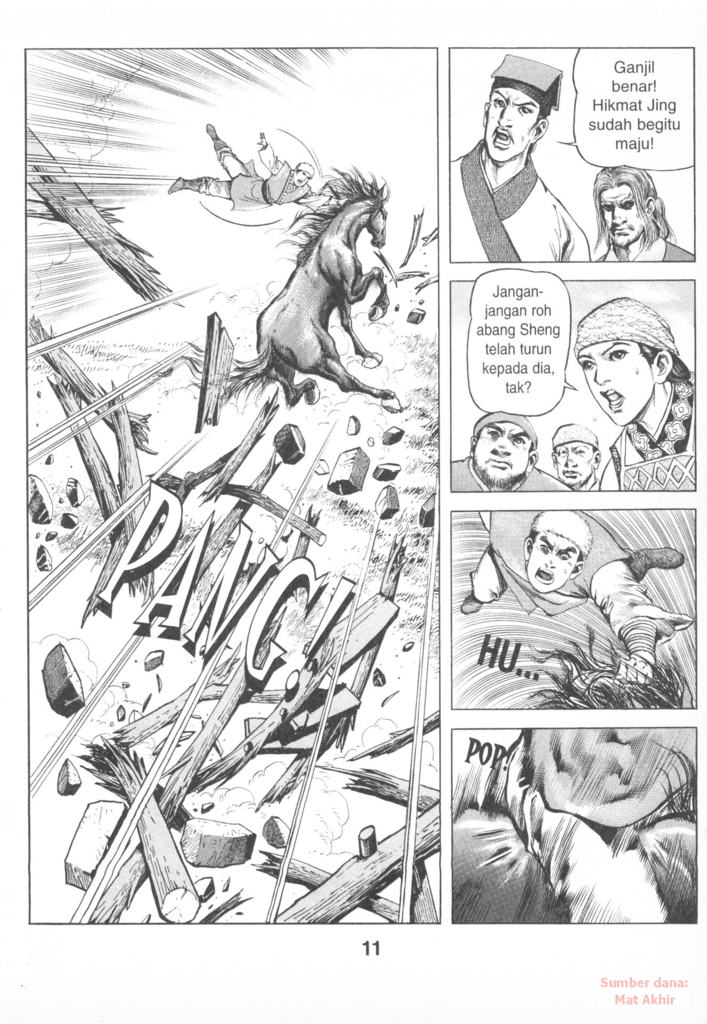 Ganjil
benar!
Hikmat Jing
sudah begitu
maju!
Jangan-
jangan roh
abang Sheng
telah turun
kepada dia,
tak?
PANG!
HU...
POP!
11
Sumber dana:
Mat Akhir